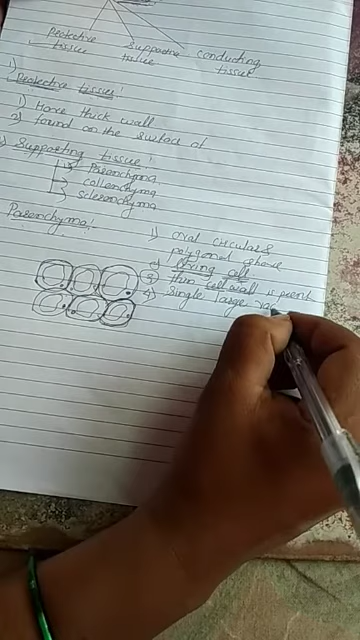 Protective tissue
Supportive tissue
conducting tissue
1) Protective tissues:
1) Have thick wall
2) found on the surface of
Supporting tissue:
Parenchyma
collenchyma
sclerenchyma
Parenchyma:
1) oval circular &
polygonal shape
2) living cell
3) thin cell wall is present
4) single large va